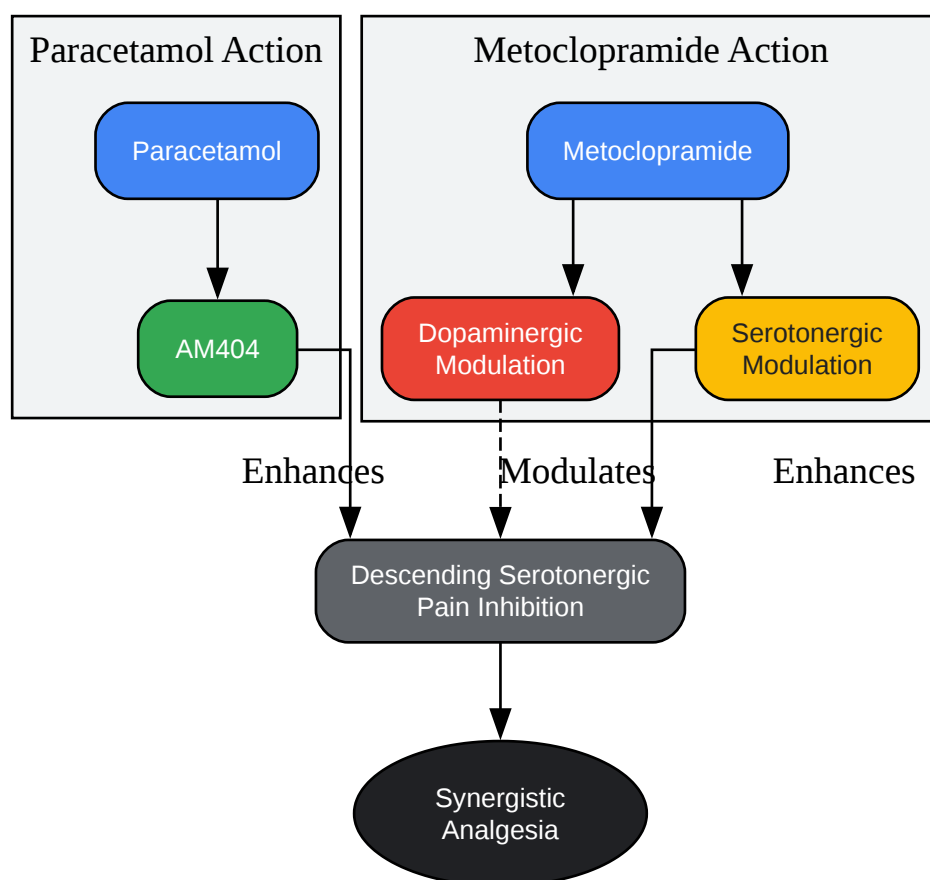 Paracetamol Action
Metoclopramide Action
Paracetamol
Metoclopramide
AM404
Dopaminergic
Modulation
Serotonergic
Modulation
Enhances
Modulates
Enhances
Descending Serotonergic
Pain Inhibition
Synergistic
Analgesia